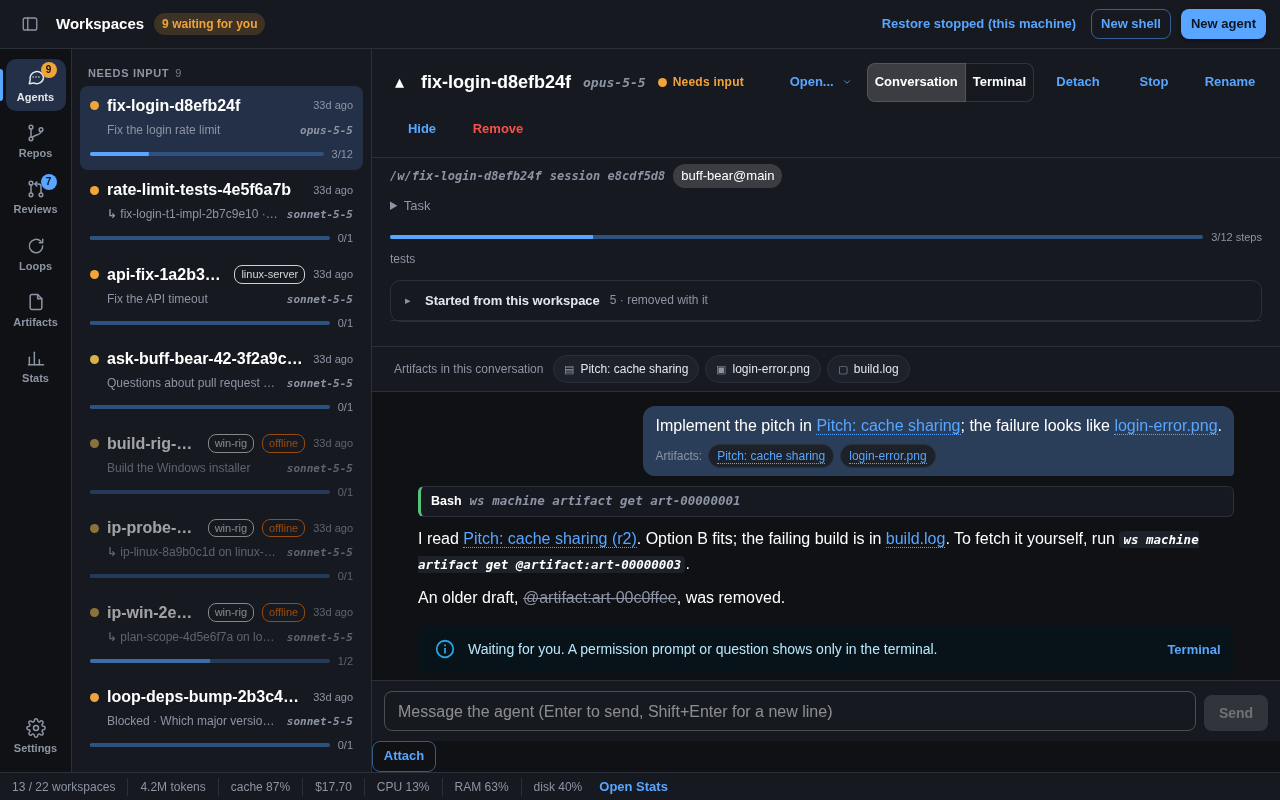 Workspaces 9 waiting for you Restore stopped (this machine) New shell New agent
9
Agents
Repos
7
Reviews
Loops
Artifacts
Stats
Settings
NEEDS INPUT 9
fix-login-d8efb24f 33d ago
Fix the login rate limit opus-5-5
3/12
rate-limit-tests-4e5f6a7b 33d ago
↳ fix-login-t1-impl-2b7c9e10 ·… sonnet-5-5
0/1
api-fix-1a2b3… linux-server 33d ago
Fix the API timeout sonnet-5-5
0/1
ask-buff-bear-42-3f2a9c… 33d ago
Questions about pull request … sonnet-5-5
0/1
build-rig-… win-rig offline 33d ago
Build the Windows installer sonnet-5-5
0/1
ip-probe-… win-rig offline 33d ago
↳ ip-linux-8a9b0c1d on linux-… sonnet-5-5
0/1
ip-win-2e… win-rig offline 33d ago
↳ plan-scope-4d5e6f7a on lo… sonnet-5-5
1/2
loop-deps-bump-2b3c4… 33d ago
Blocked · Which major versio… sonnet-5-5
0/1
▲ fix-login-d8efb24f opus-5-5 Needs input Open... Conversation Terminal Detach Stop Rename
Hide Remove
/w/fix-login-d8efb24f session e8cdf5d8 buff-bear@main
▶ Task
3/12 steps
tests
▸ Started from this workspace 5 · removed with it
Artifacts in this conversation Pitch: cache sharing login-error.png build.log
Implement the pitch in Pitch: cache sharing; the failure looks like login-error.png.
Artifacts: Pitch: cache sharing login-error.png
Bash ws machine artifact get art-00000001
I read Pitch: cache sharing (r2). Option B fits; the failing build is in build.log. To fetch it yourself, run ws machine
artifact get @artifact:art-00000003.
An older draft, @artifact:art-00c0ffee, was removed.
Waiting for you. A permission prompt or question shows only in the terminal. Terminal
Message the agent (Enter to send, Shift+Enter for a new line) Send
Attach
13 / 22 workspaces 4.2M tokens cache 87% $17.70 CPU 13% RAM 63% disk 40% Open Stats